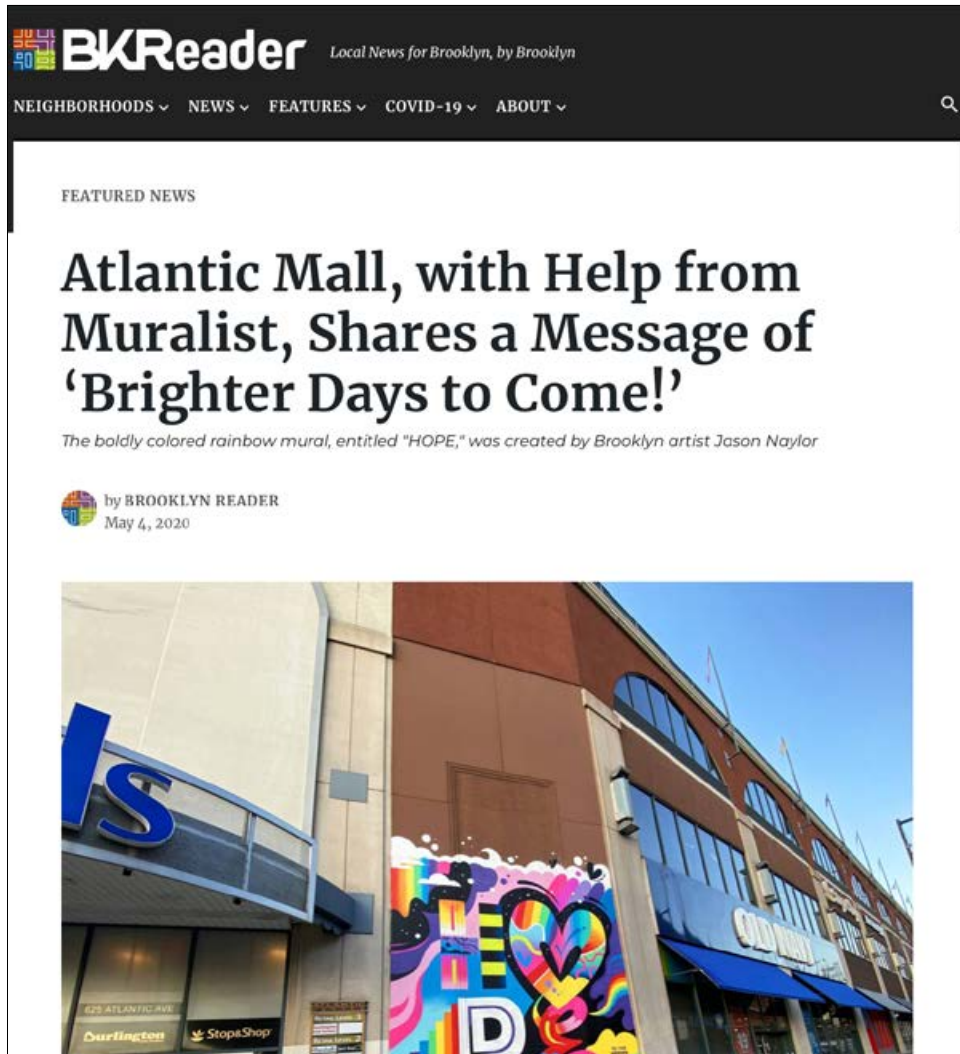 BKReader
Local News for Brooklyn, by Brooklyn
NEIGHBORHOODS NEWS FEATURES COVID-19 ABOUT
FEATURED NEWS
Atlantic Mall, with Help from
Muralist, Shares a Message of
‘Brighter Days to Come!’
The boldly colored rainbow mural, entitled "HOPE," was created by Brooklyn artist Jason Naylor
by BROOKLYN READER
May 4, 2020
ls
OLD NAVY
625 ATLANTIC AVE
Burlington
Stop&Shop
D